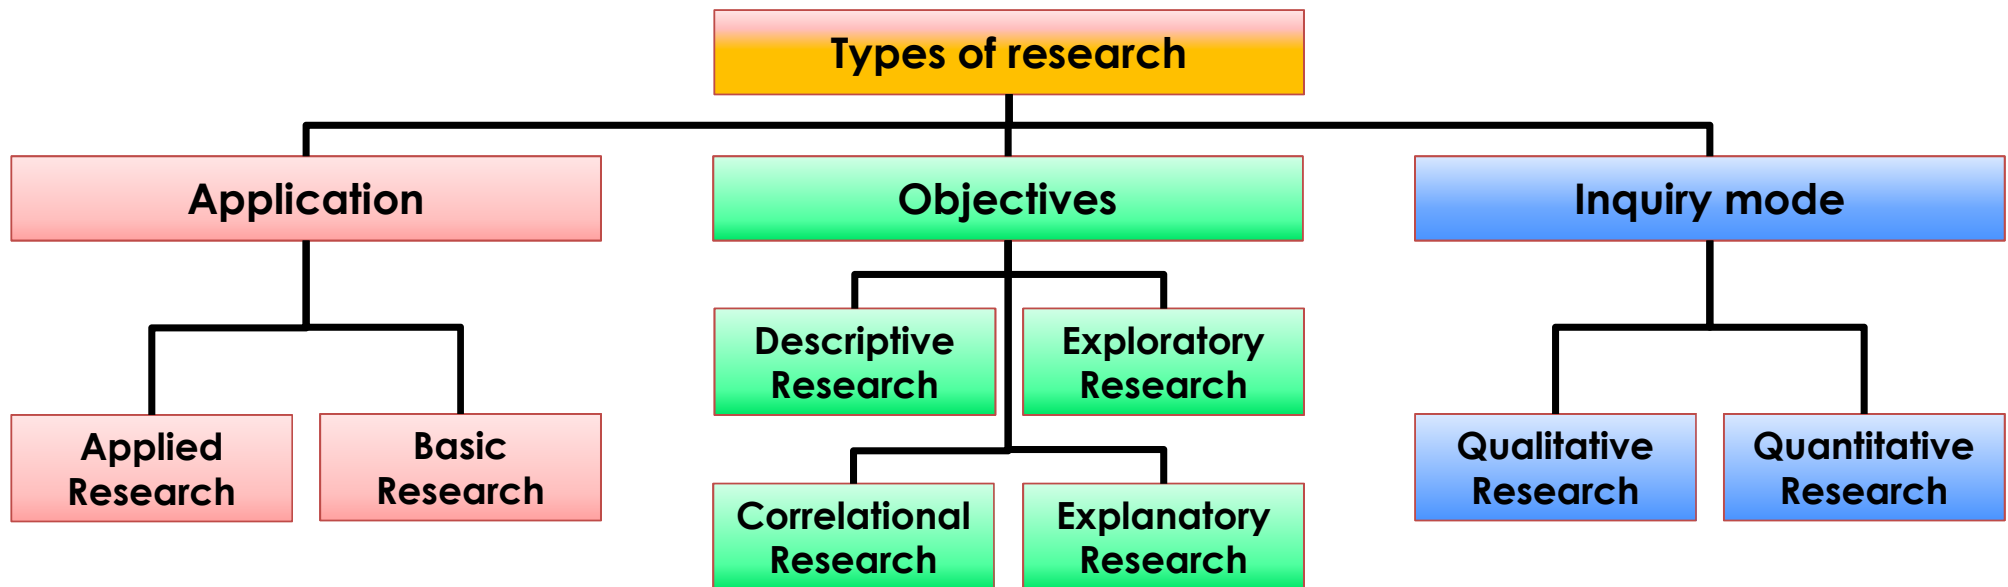 Types of research
Application
Objectives
Inquiry mode
Descriptive
Research
Exploratory
Research
Applied
Research
Basic
Research
Correlational
Research
Explanatory
Research
Qualitative
Research
Quantitative
Research